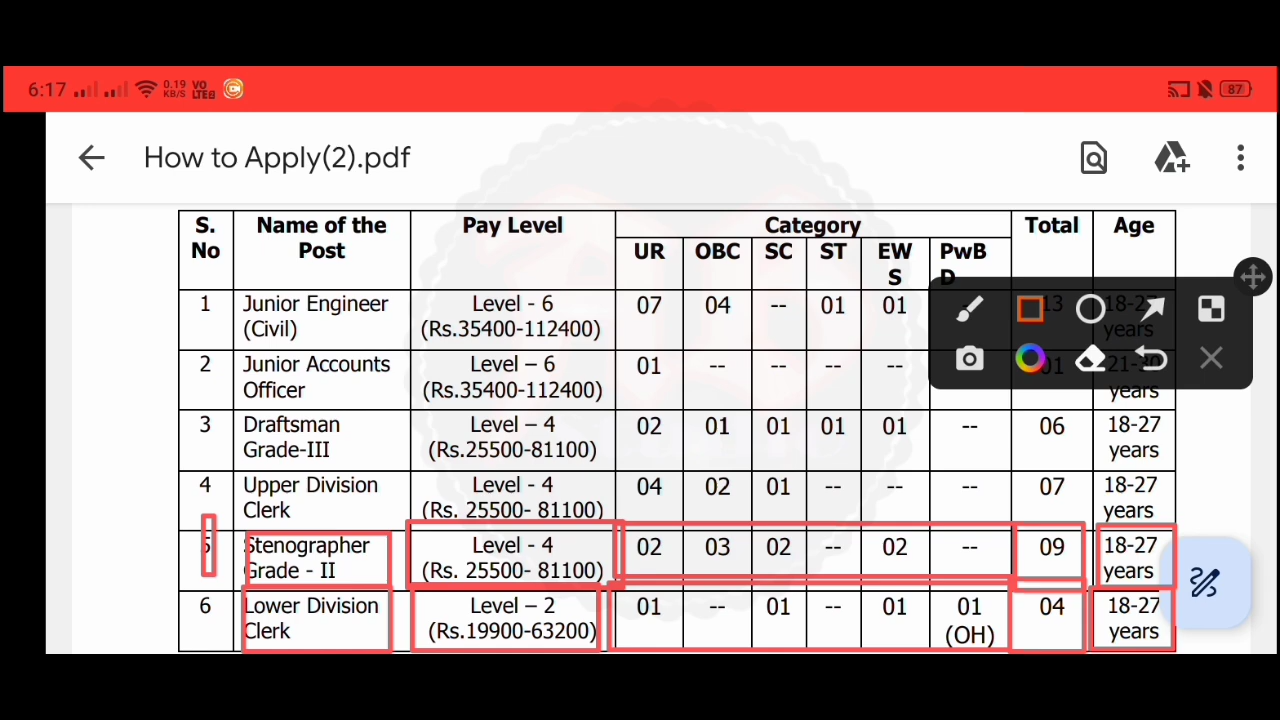 6:17 0.19 KB/S VO LTE2 87
How to Apply(2).pdf
S. No Name of the Post Pay Level Category Total Age
UR OBC SC ST EWS PwBD
1 Junior Engineer (Civil) Level - 6 (Rs.35400-112400) 07 04 -- 01 01 -- 13 18-27 years
2 Junior Accounts Officer Level – 6 (Rs.35400-112400) 01 -- -- -- -- 01 21-30 years
3 Draftsman Grade-III Level – 4 (Rs.25500-81100) 02 01 01 01 01 -- 06 18-27 years
4 Upper Division Clerk Level - 4 (Rs. 25500- 81100) 04 02 01 -- -- -- 07 18-27 years
5 Stenographer Grade - II Level - 4 (Rs. 25500- 81100) 02 03 02 -- 02 -- 09 18-27 years
6 Lower Division Clerk Level – 2 (Rs.19900-63200) 01 -- 01 -- 01 01 (OH) 04 18-27 years